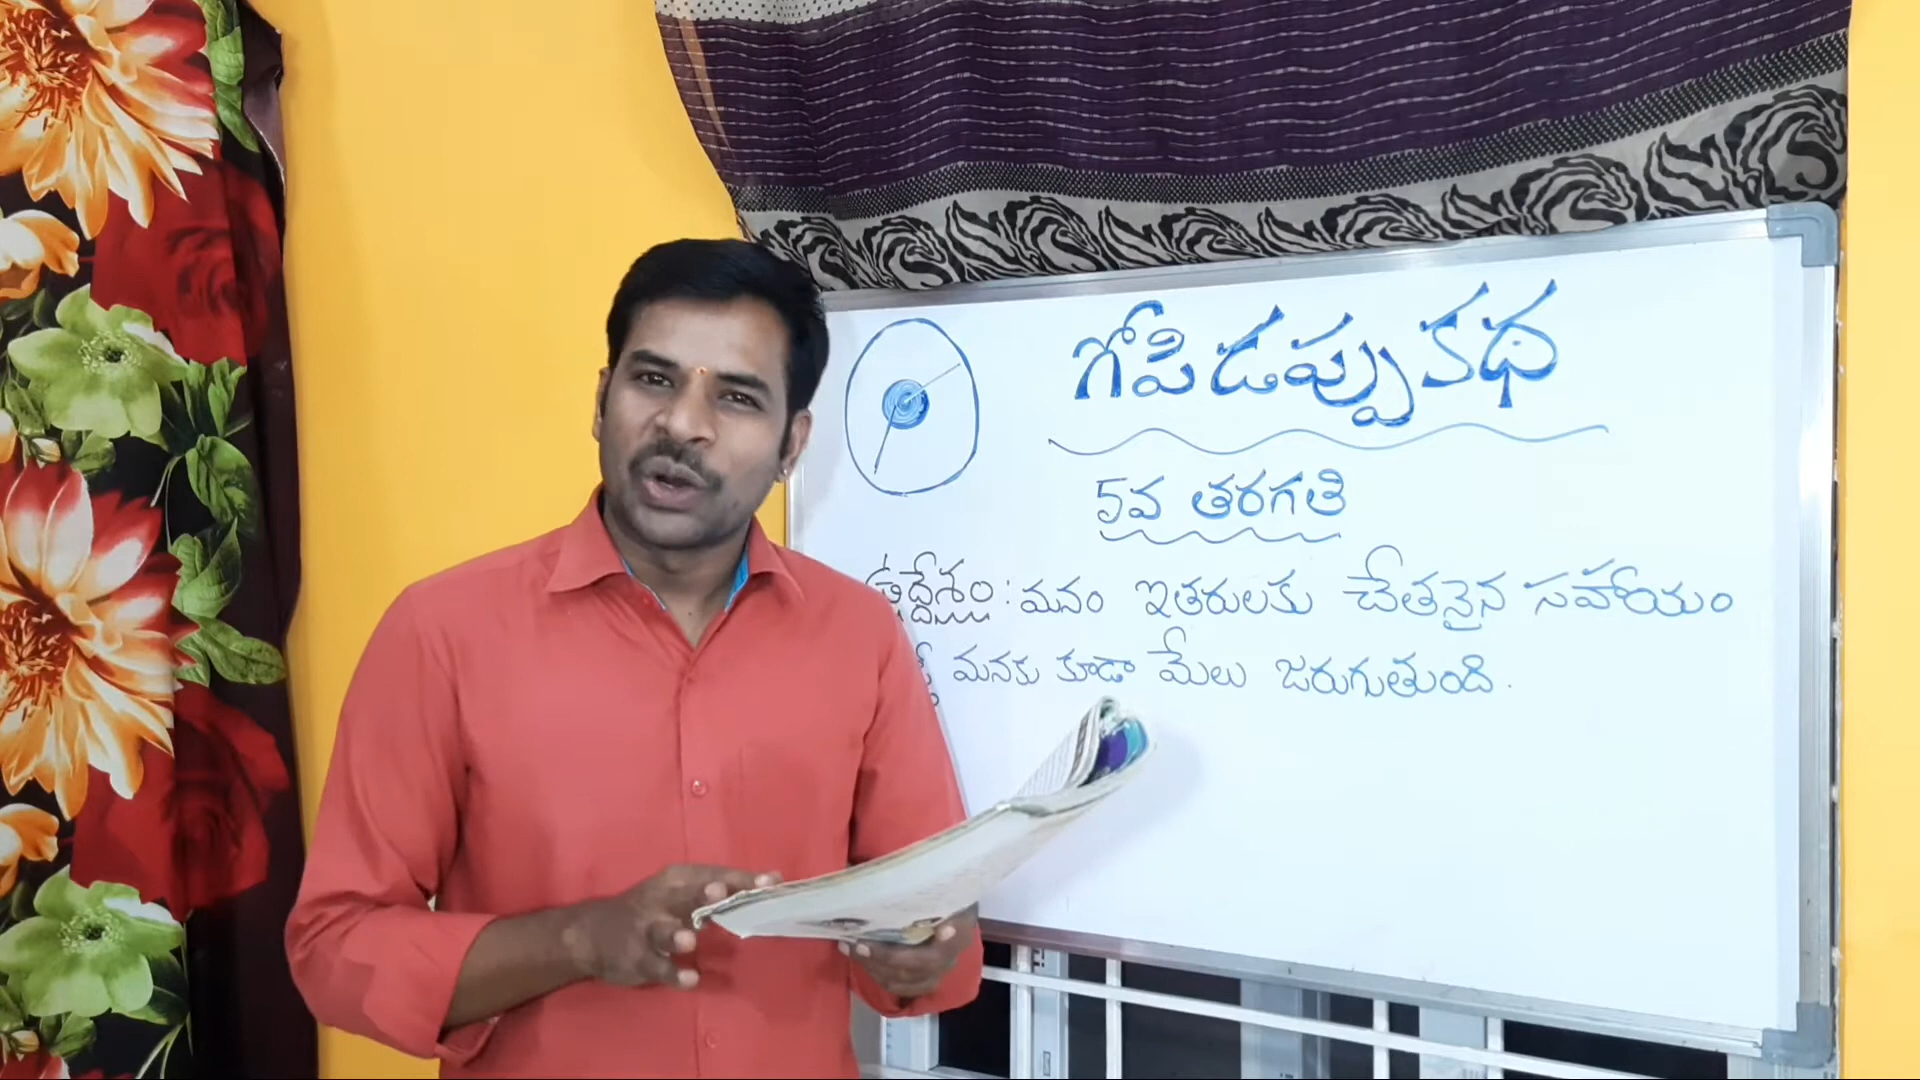 గోపి డప్పు కథ
5వ తరగతి
ఉద్దేశ్యం : మనం ఇతరులకు చేతనైన సహాయం
మనకు కూడా మేలు జరుగుతుంది.